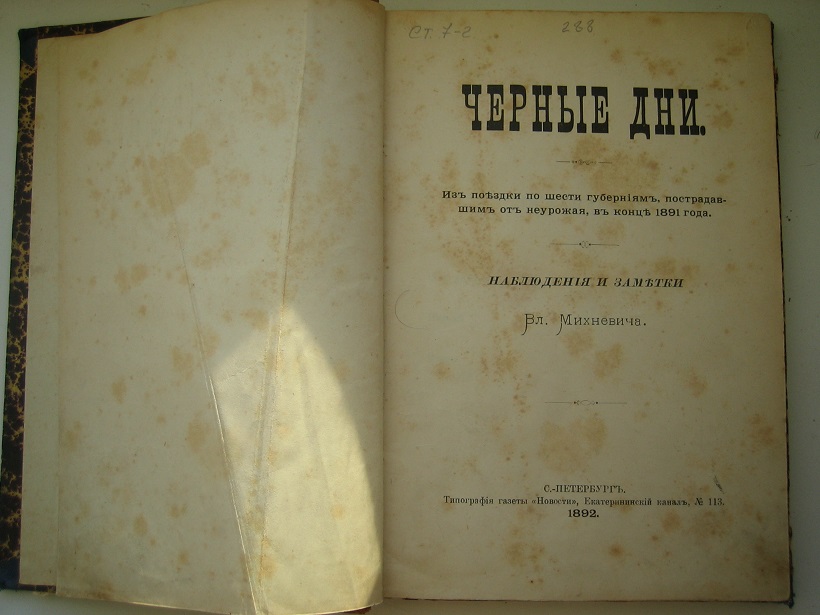 Ст. 7-2
288
ЧЕРНЫЕ ДНИ.
Изъ поѣздки по шести губерніямъ, пострадав-
шимъ отъ неурожая, въ концѣ 1891 года.
НАБЛЮДЕНІЯ И ЗАМѢТКИ
Вл. Михневича.
С.-ПЕТЕРБУРГЪ.
Типографія газеты «Новости», Екатерининскій каналъ, № 113.
1892.